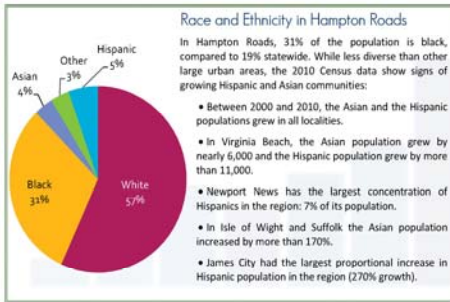 Race and Ethnicity in Hampton Roads
In Hampton Roads, 31% of the population is black,
compared to 19% statewide. While less diverse than other
large urban areas, the 2010 Census data show signs of
growing Hispanic and Asian communities:
• Between 2000 and 2010, the Asian and the Hispanic
populations grew in all localities.
• In Virginia Beach, the Asian population grew by
nearly 6,000 and the Hispanic population grew by more
than 11,000.
• Newport News has the largest concentration of
Hispanics in the region: 7% of its population.
• In Isle of Wight and Suffolk the Asian population
increased by more than 170%.
• James City had the largest proportional increase in
Hispanic population in the region (270% growth).
Hispanic
5%
Other
3%
Asian
4%
Black
31%
White
57%